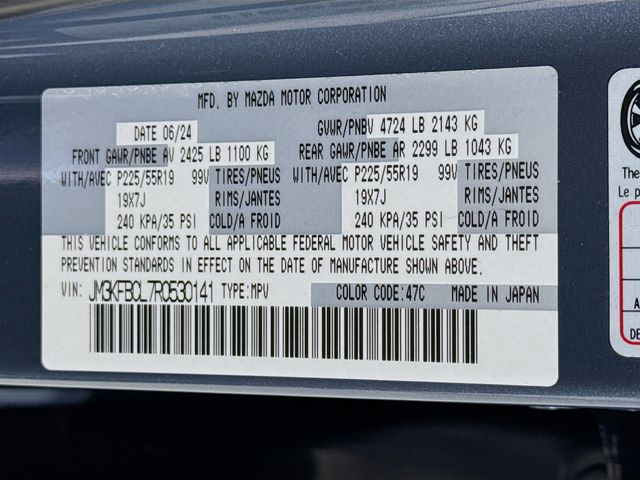 MFD. BY MAZDA MOTOR CORPORATION
DATE 06/24 GVWR/PNBV 4724 LB 2143 KG
FRONT GAWR/PNBE AV 2425 LB 1100 KG REAR GAWR/PNBE AR 2299 LB 1043 KG
WITH/AVEC P225/55R19 99V TIRES/PNEUS WITH/AVEC P225/55R19 99V TIRES/PNEUS
19X7J RIMS/JANTES 19X7J RIMS/JANTES
240 KPA/35 PSI COLD/A FROID 240 KPA/35 PSI COLD/A FROID
THIS VEHICLE CONFORMS TO ALL APPLICABLE FEDERAL MOTOR VEHICLE SAFETY AND THEFT
PREVENTION STANDARDS IN EFFECT ON THE DATE OF MANUFACTURE SHOWN ABOVE.
VIN: JM3KFBCL7R0530141 TYPE:MPV COLOR CODE:47C MADE IN JAPAN
The
Le p